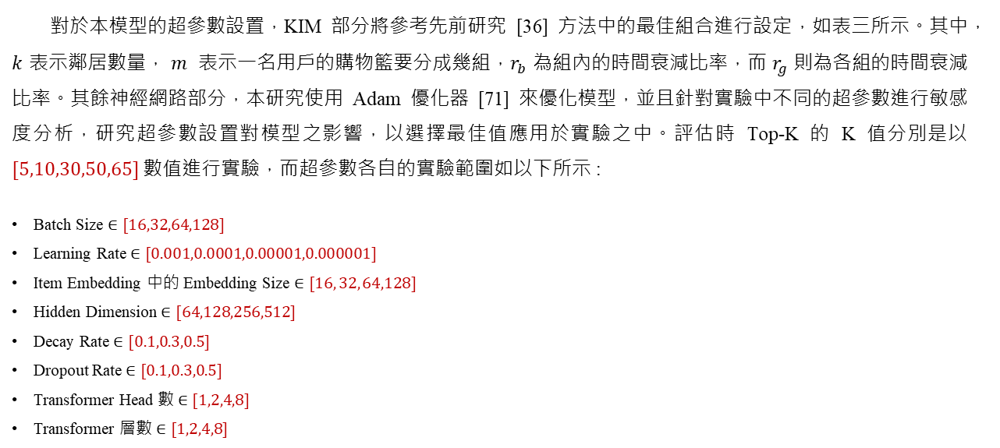 對於本模型的超參數設置，KIM 部分將參考先前研究 [36] 方法中的最佳組合進行設定，如表三所示。其中，
k 表示鄰居數量， m 表示一名用戶的購物籃要分成幾組，r_b 為組內的時間衰減比率，而 r_g 則為各組的時間衰減
比率。其餘神經網路部分，本研究使用 Adam 優化器 [71] 來優化模型，並且針對實驗中不同的超參數進行敏感
度分析，研究超參數設置對模型之影響，以選擇最佳值應用於實驗之中。評估時 Top-K 的 K 值分別是以
[5,10,30,50,65] 數值進行實驗，而超參數各自的實驗範圍如以下所示：
• Batch Size ∈ [16,32,64,128]
• Learning Rate ∈ [0.001,0.0001,0.00001,0.000001]
• Item Embedding 中的 Embedding Size ∈ [16, 32, 64,128]
• Hidden Dimension ∈ [64,128,256,512]
• Decay Rate ∈ [0.1,0.3,0.5]
• Dropout Rate ∈ [0.1,0.3,0.5]
• Transformer Head 數 ∈ [1,2,4,8]
• Transformer 層數 ∈ [1,2,4,8]